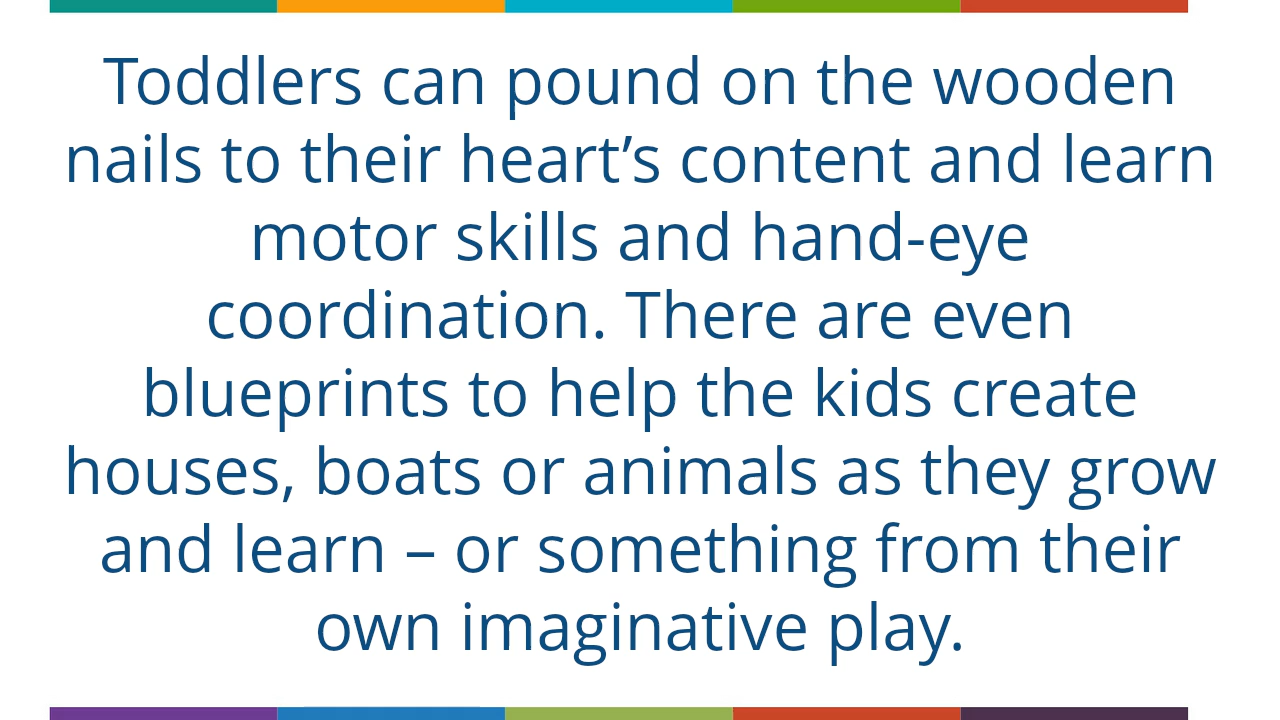 Toddlers can pound on the wooden
nails to their heart’s content and learn
motor skills and hand-eye
coordination. There are even
blueprints to help the kids create
houses, boats or animals as they grow
and learn – or something from their
own imaginative play.